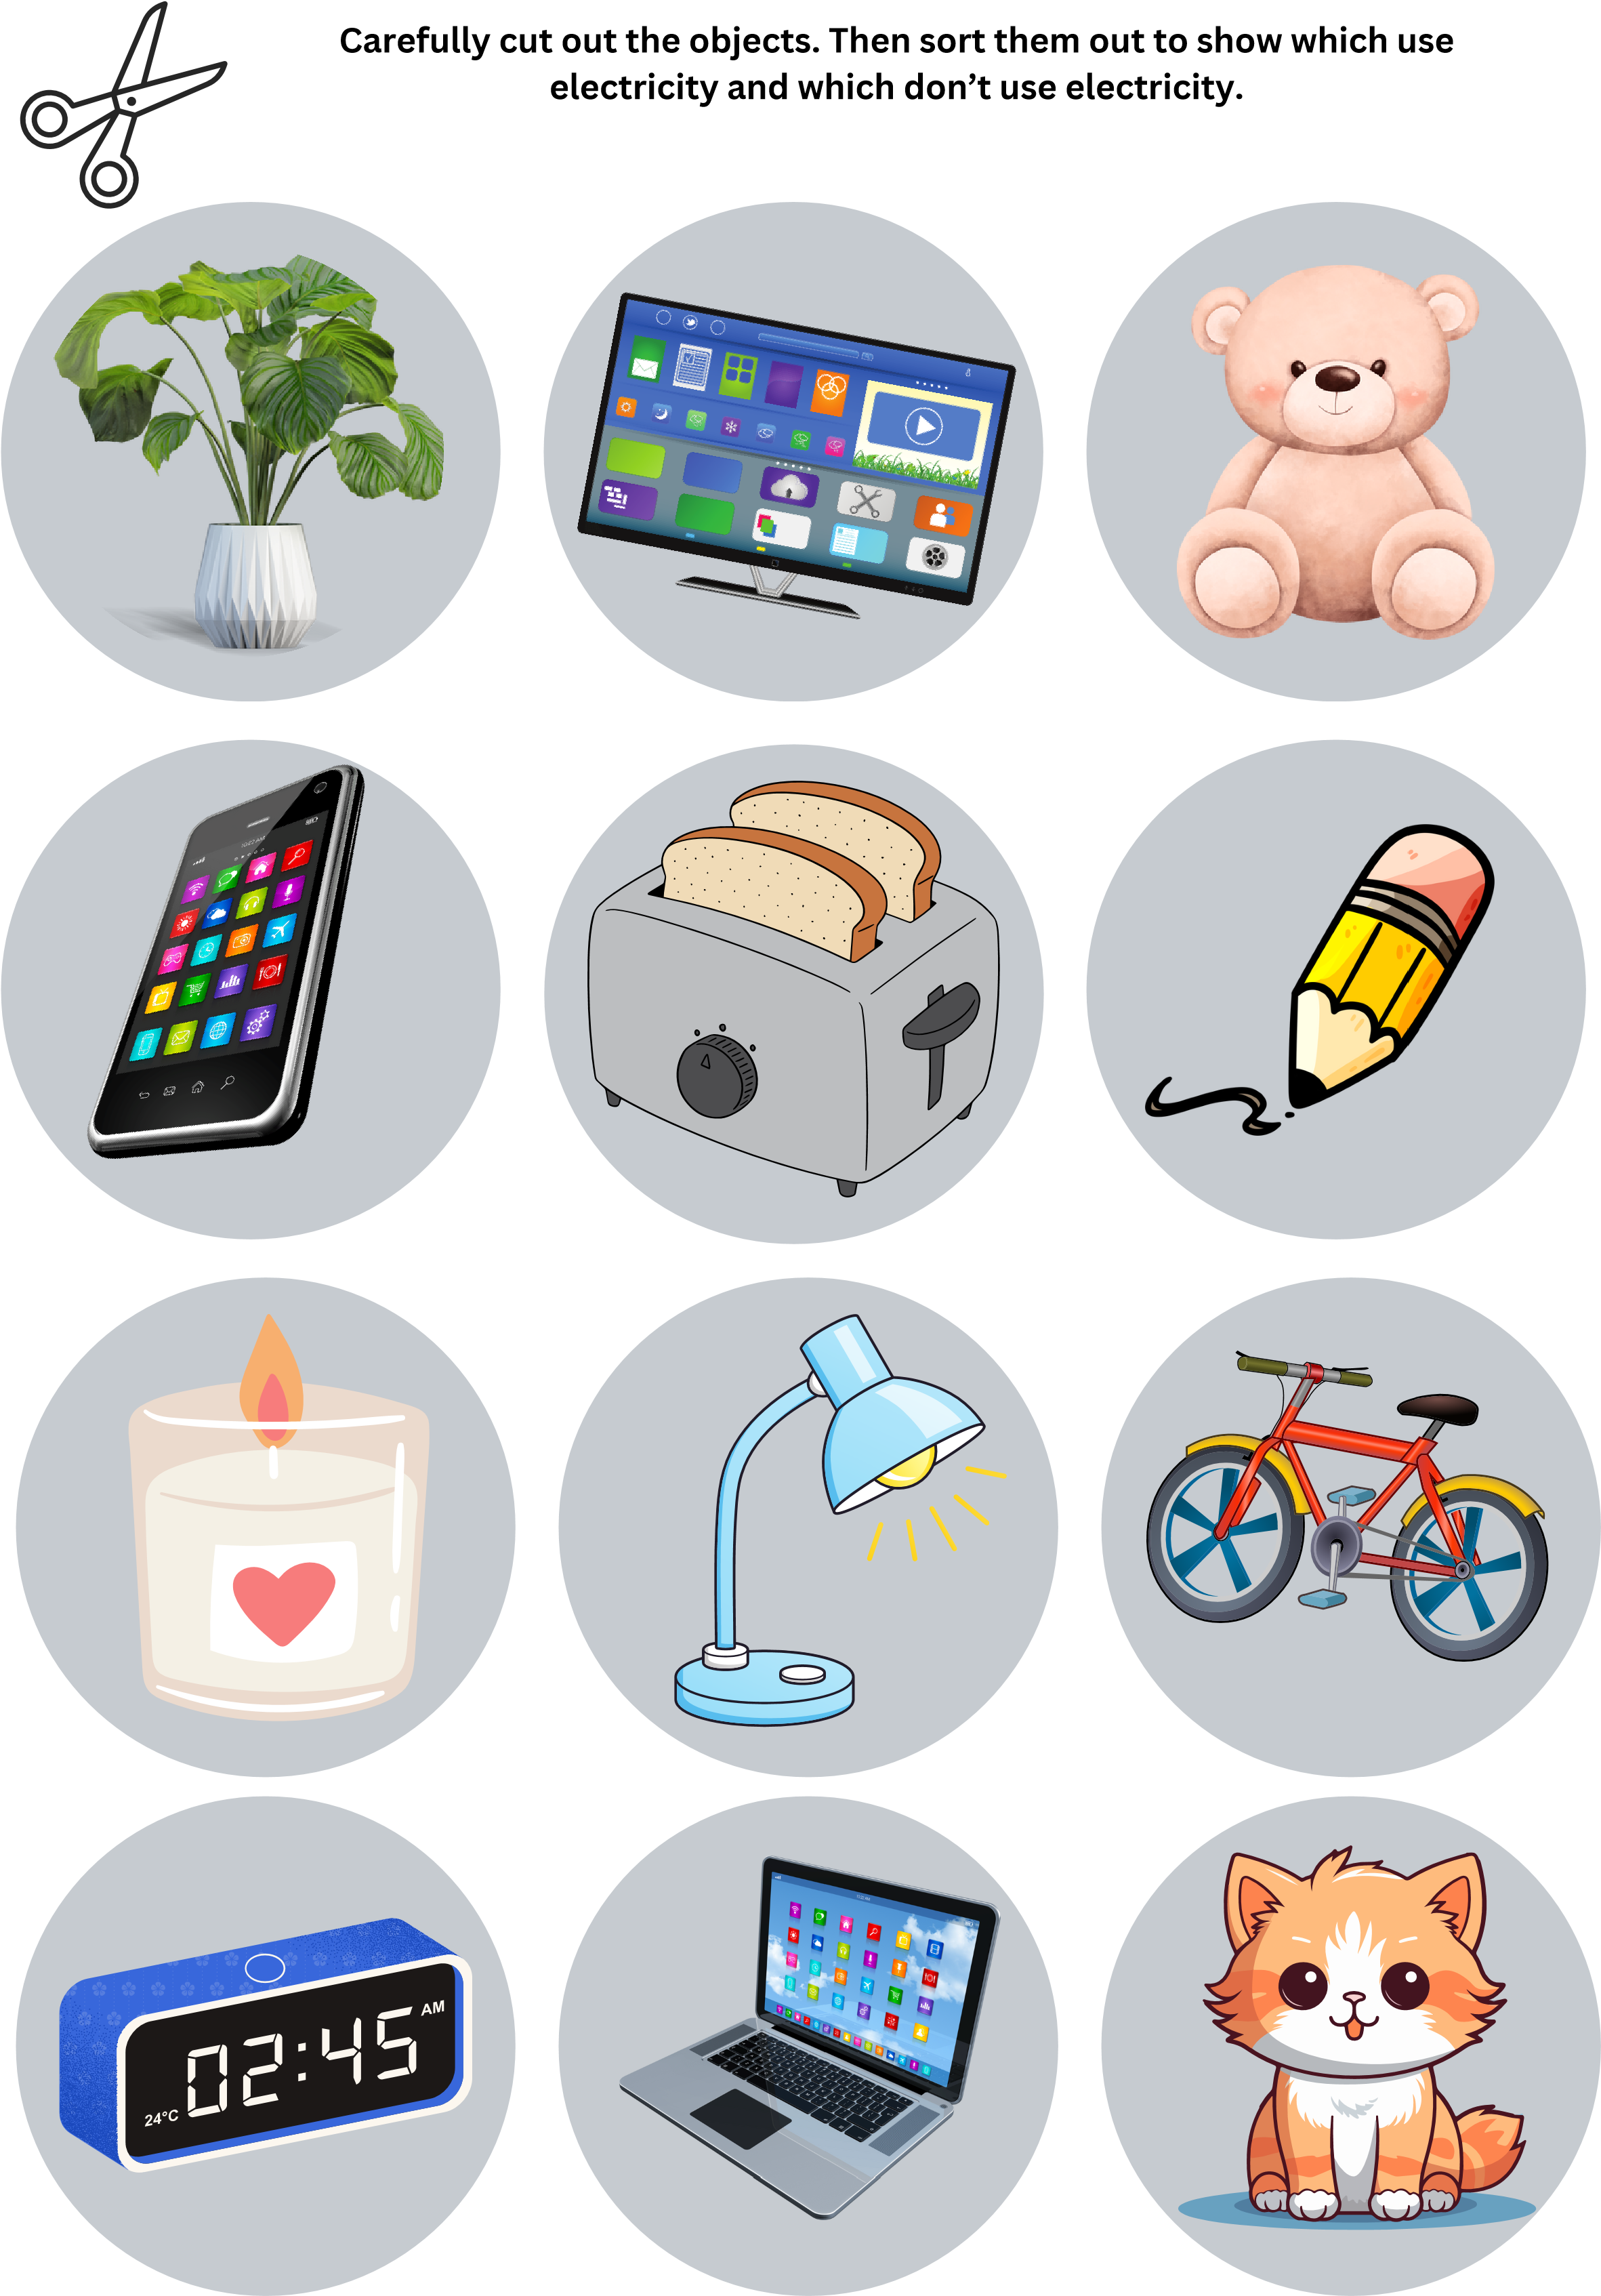 Carefully cut out the objects. Then sort them out to show which use
electricity and which don’t use electricity.
02:45 AM
24°C